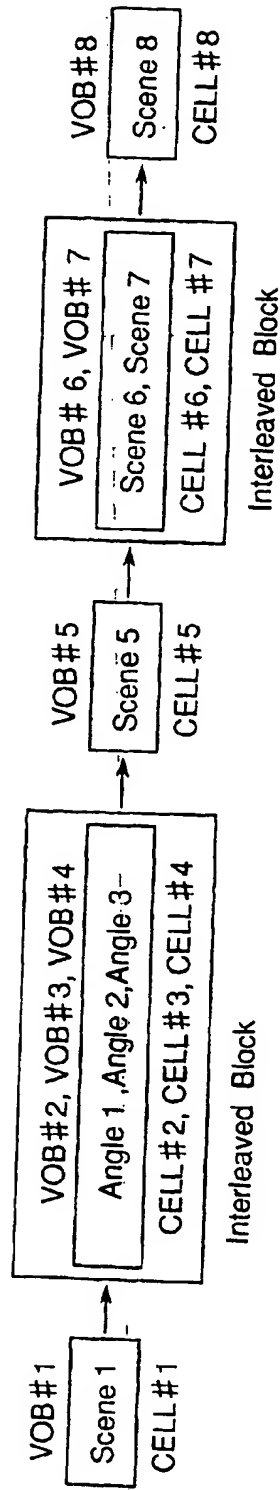 VOB#1
Scene 1
CELL#1
VOB#2, VOB#3, VOB#4
Angle 1 ,Angle 2,Angle 3
CELL#2, CELL#3, CELL#4
Interleaved Block
VOB#5
Scene 5
CELL#5
VOB# 6, VOB# 7
Scene 6, Scene 7
CELL #6, CELL #7
Interleaved Block
VOB#8
Scene 8
CELL#8